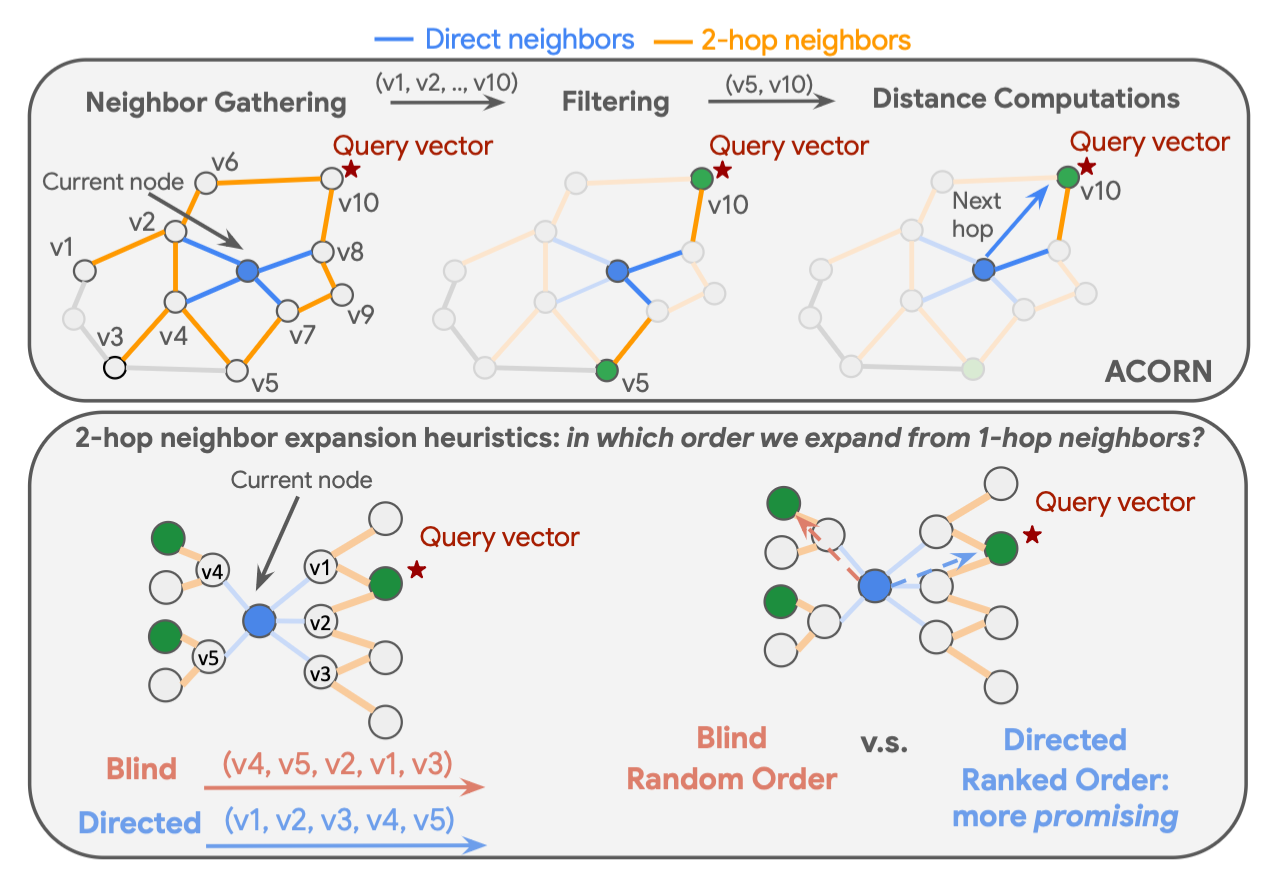 Direct neighbors
2-hop neighbors
Neighbor Gathering
(v1, v2, .., v10)
Filtering
(v5, v10)
Distance Computations
Query vector
Current node
v6
v10
v2
v1
v8
v9
v3
v4
v7
v5
Query vector
v10
v5
Query vector
v10
Next
hop
ACORN
2-hop neighbor expansion heuristics: in which order we expand from 1-hop neighbors?
Current node
Query vector
v4
v1
v2
v5
v3
Blind
(v4, v5, v2, v1, v3)
Directed
(v1, v2, v3, v4, v5)
Query vector
Blind
Random Order
v.s.
Directed
Ranked Order:
more promising